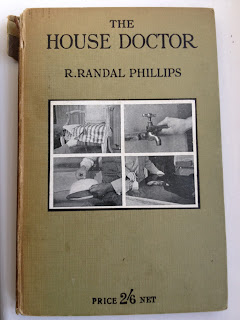 THE
HOUSE DOCTOR
R. RANDAL PHILLIPS
PRICE 2/6 NET